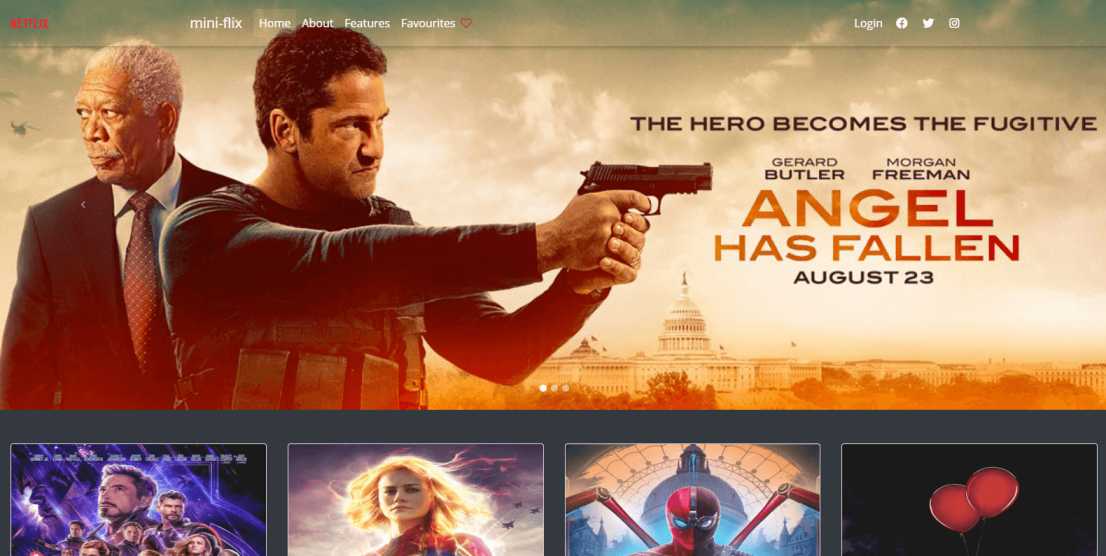 NETFLIX
mini-flix Home About Features Favourites
Login
THE HERO BECOMES THE FUGITIVE
GERARD MORGAN
BUTLER FREEMAN
ANGEL
HAS FALLEN
AUGUST 23